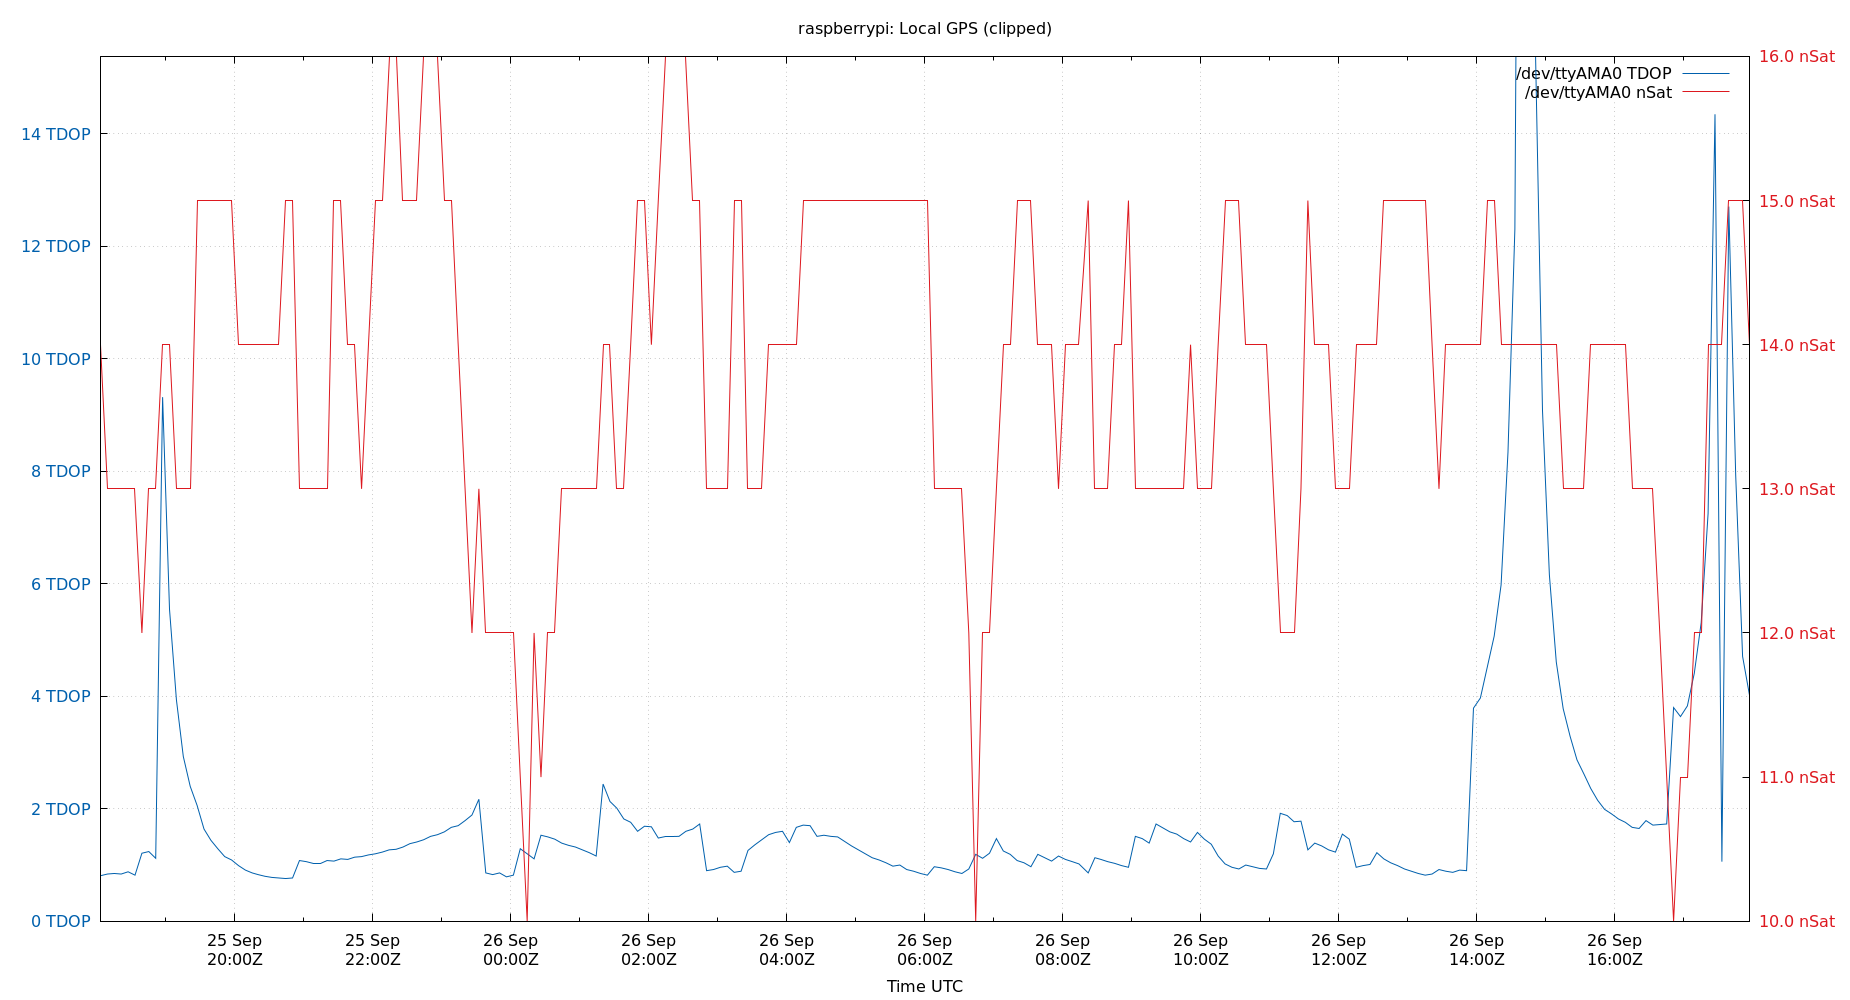 raspberrypi: Local GPS (clipped)
16.0 nSat
/dev/ttyAMA0 TDOP
/dev/ttyAMA0 nSat
14 TDOP
15.0 nSat
12 TDOP
14.0 nSat
10 TDOP
8 TDOP
13.0 nSat
6 TDOP
12.0 nSat
4 TDOP
11.0 nSat
2 TDOP
0 TDOP
10.0 nSat
25 Sep 25 Sep 26 Sep 26 Sep 26 Sep 26 Sep 26 Sep 26 Sep 26 Sep 26 Sep 26 Sep
20:00Z 22:00Z 00:00Z 02:00Z 04:00Z 06:00Z 08:00Z 10:00Z 12:00Z 14:00Z 16:00Z
Time UTC